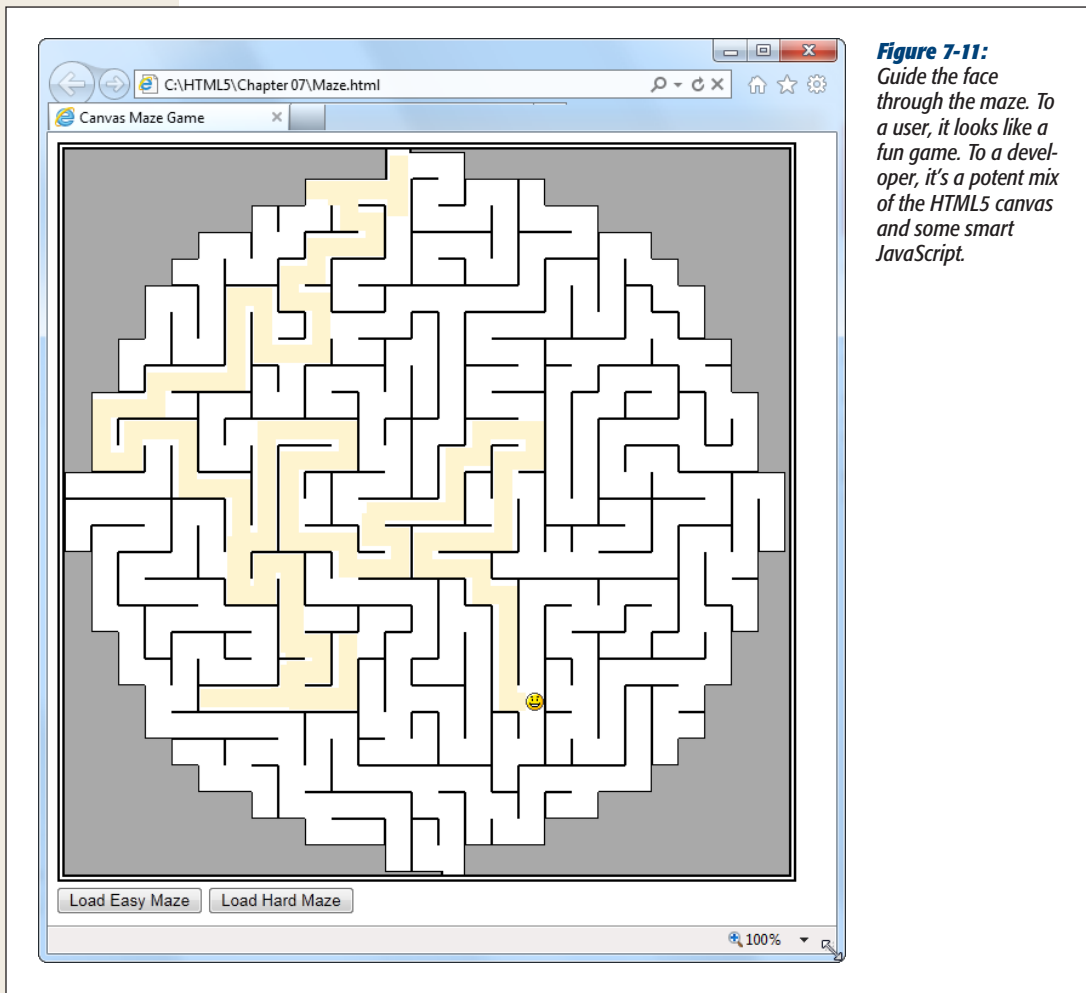 C:\HTML5\Chapter 07\Maze.html
Canvas Maze Game
Load Easy Maze
Load Hard Maze
100%
Figure 7-11:
Guide the face
through the maze. To
a user, it looks like a
fun game. To a devel-
oper, it's a potent mix
of the HTML5 canvas
and some smart
JavaScript.